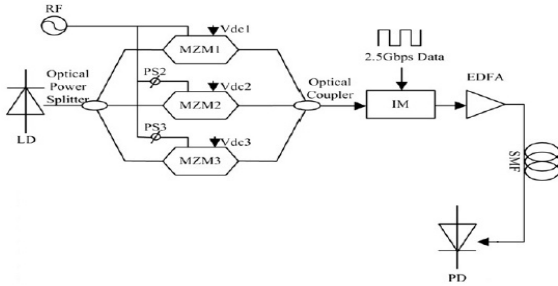 RF
Vdc1
MZM1
2.5Gbps Data
Optical
Power
Splitter
PS2
Vdc2
MZM2
Optical
Coupler
IM
EDFA
LD
PS3
Vdc3
MZM3
SMF
PD